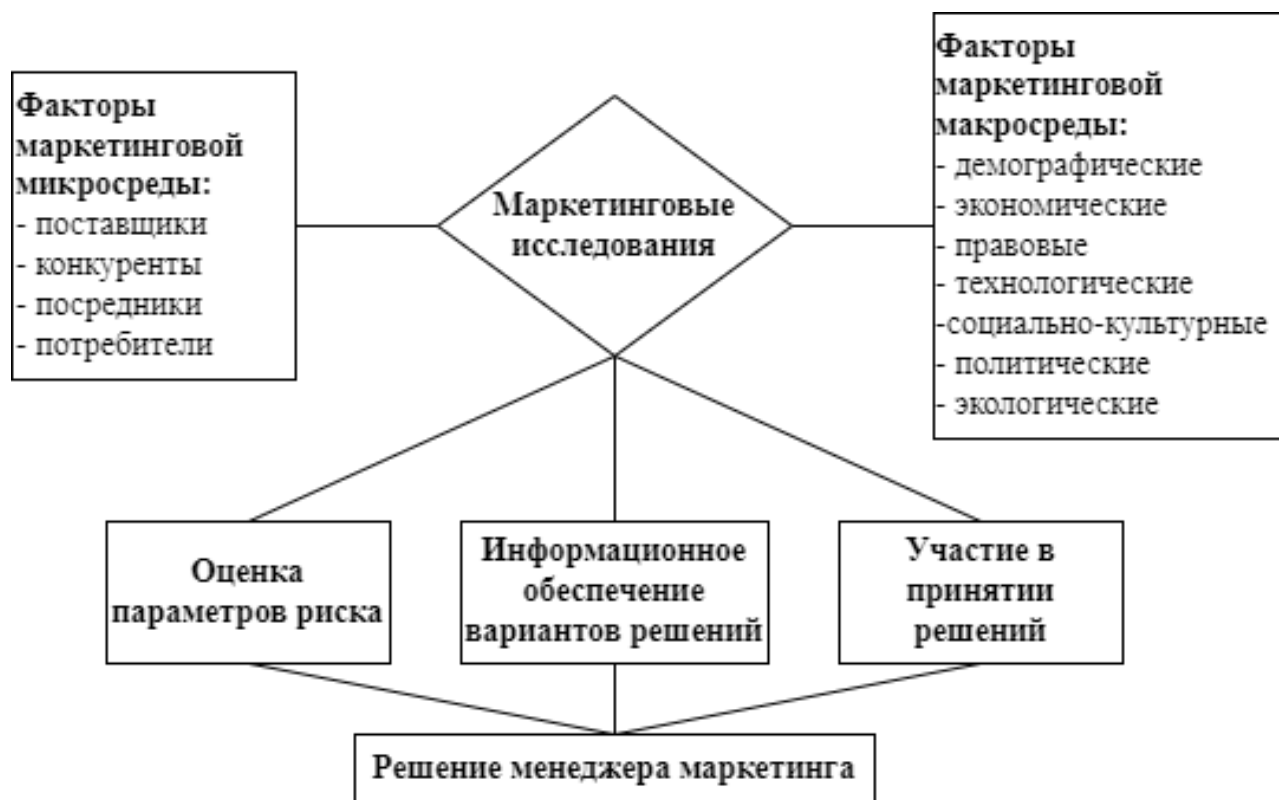 Факторы
маркетинговой
микросреды:
- поставщики
- конкуренты
- посредники
- потребители
Маркетинговые
исследования
Факторы
маркетинговой
макросреды:
- демографические
- экономические
- правовые
- технологические
-социально-культурные
- политические
- экологические
Оценка
параметров риска
Информационное
обеспечение
вариантов решений
Участие в
принятии
решений
Решение менеджера маркетинга